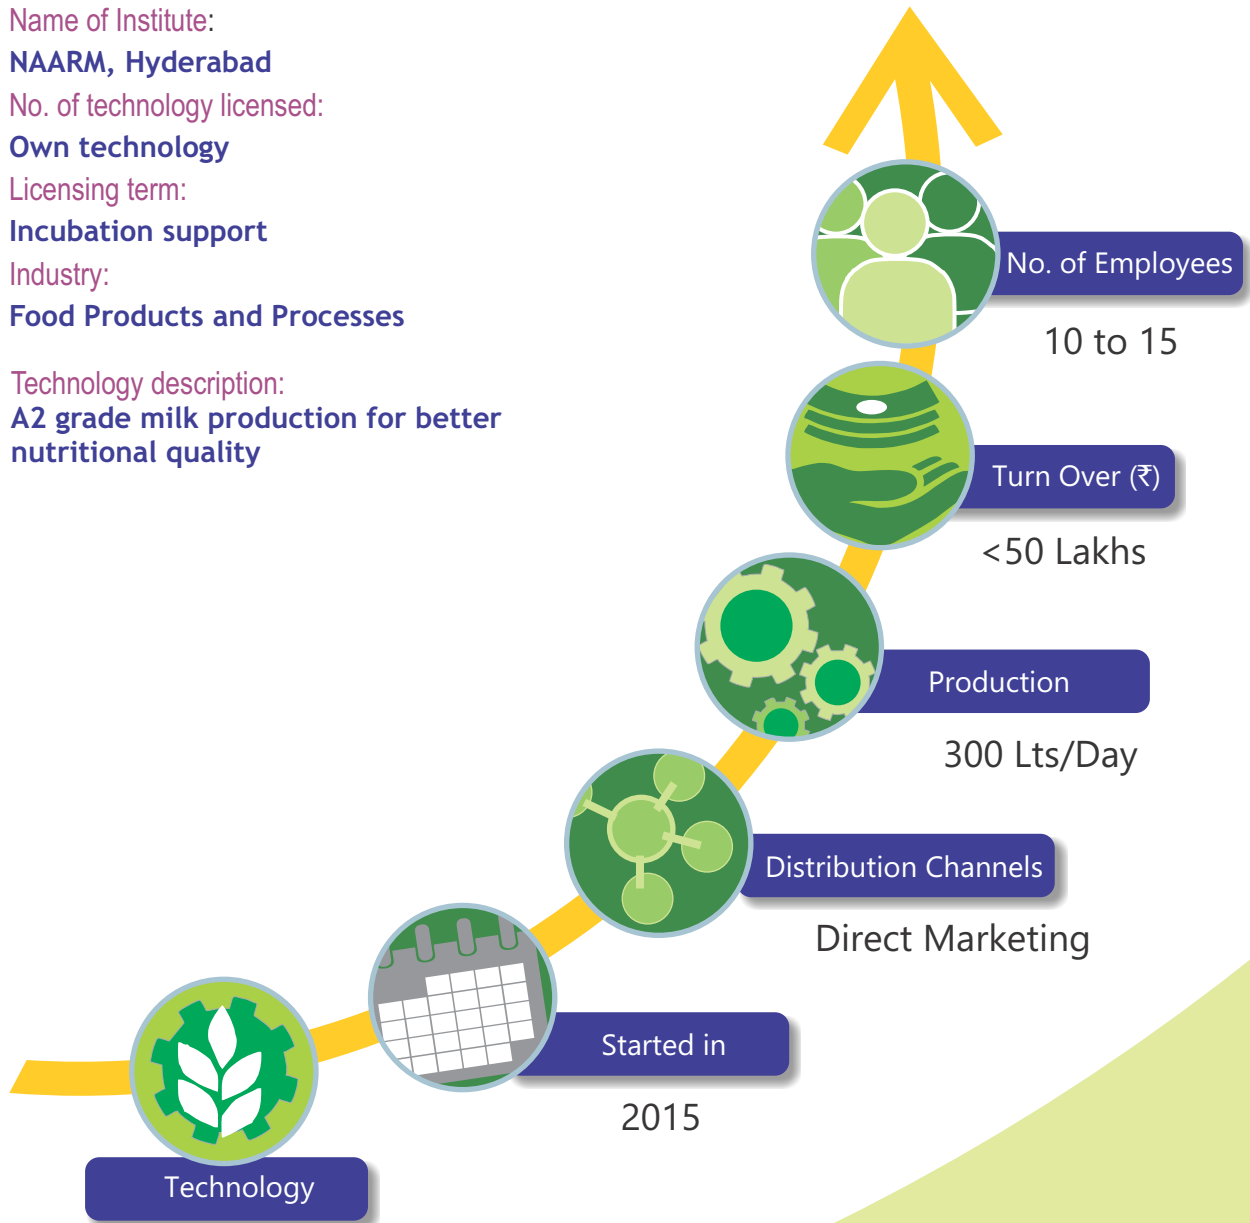 Name of Institute:
NAARM, Hyderabad
No. of technology licensed:
Own technology
Licensing term:
Incubation support
Industry:
Food Products and Processes
Technology description:
A2 grade milk production for better
nutritional quality
No. of Employees
10 to 15
Turn Over (₹)
<50 Lakhs
Production
300 Lts/Day
Distribution Channels
Direct Marketing
Started in
2015
Technology